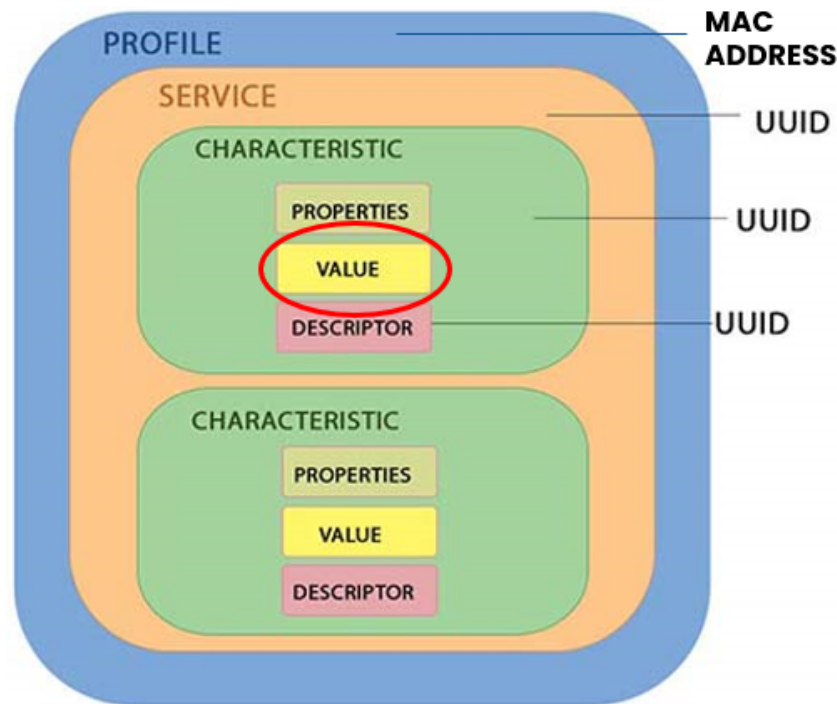 PROFILE
MAC
ADDRESS
SERVICE
UUID
CHARACTERISTIC
PROPERTIES
UUID
VALUE
DESCRIPTOR
UUID
CHARACTERISTIC
PROPERTIES
VALUE
DESCRIPTOR